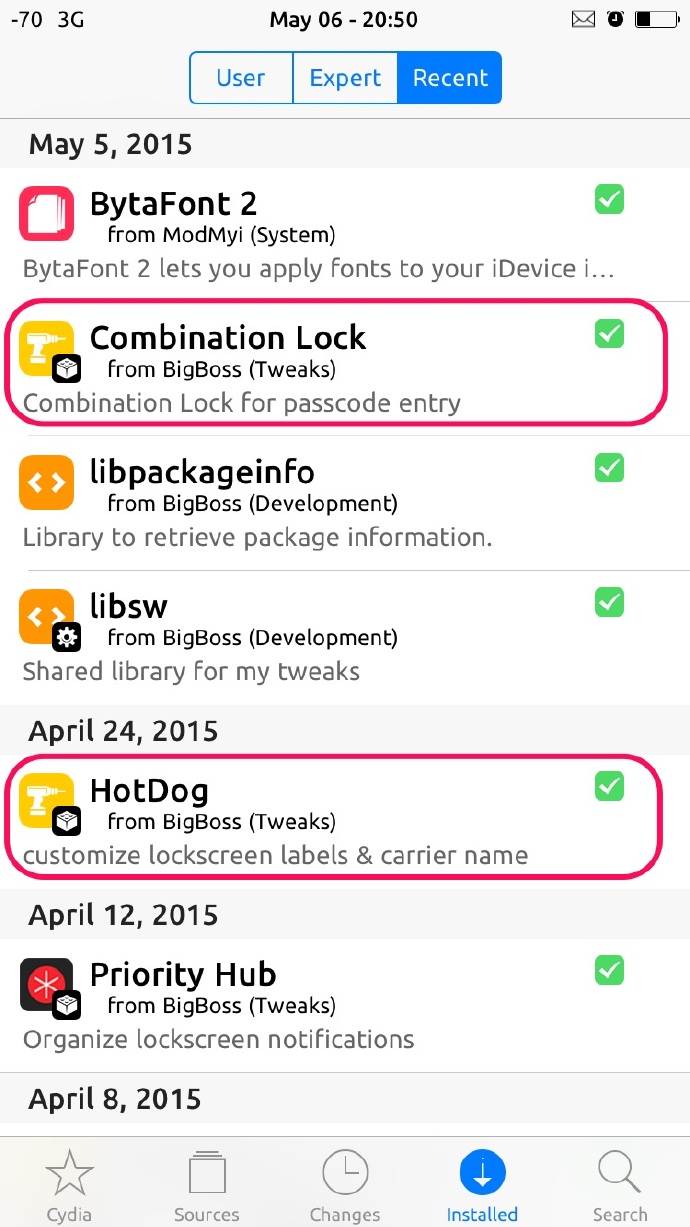 -70 3G May 06 - 20:50
User Expert Recent
May 5, 2015
BytaFont 2
from ModMyi (System)
BytaFont 2 lets you apply fonts to your iDevice i...
Combination Lock
from BigBoss (Tweaks)
Combination Lock for passcode entry
libpackageinfo
from BigBoss (Development)
Library to retrieve package information.
libsw
from BigBoss (Development)
Shared library for my tweaks
April 24, 2015
HotDog
from BigBoss (Tweaks)
customize lockscreen labels & carrier name
April 12, 2015
Priority Hub
from BigBoss (Tweaks)
Organize lockscreen notifications
April 8, 2015
Cydia Sources Changes Installed Search